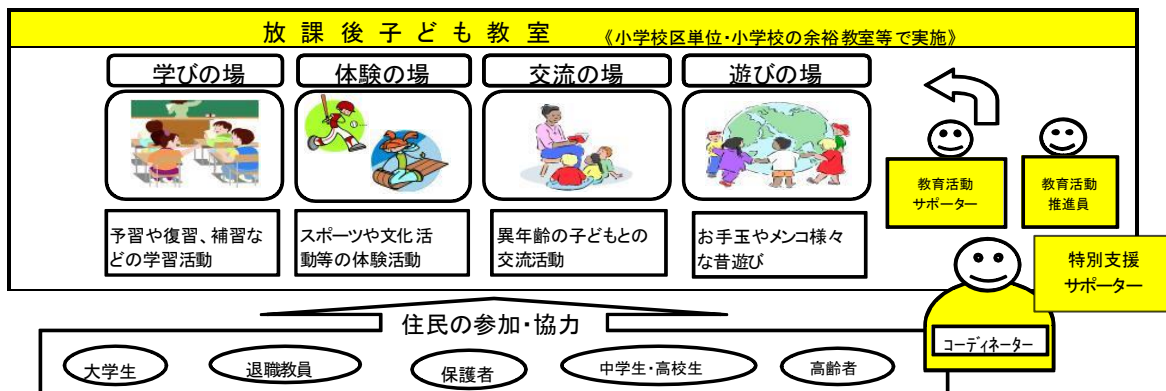 放課後子ども教室 《小学校区単位・小学校の余裕教室等で実施》
学びの場
体験の場
交流の場
遊びの場
教育活動
サポーター
教育活動
推進員
予習や復習、補習な
どの学習活動
スポーツや文化活
動等の体験活動
異年齢の子どもとの
交流活動
お手玉やメンコ様々
な昔遊び
特別支援
サポーター
コーディネーター
住民の参加・協力
大学生
退職教員
保護者
中学生・高校生
高齢者